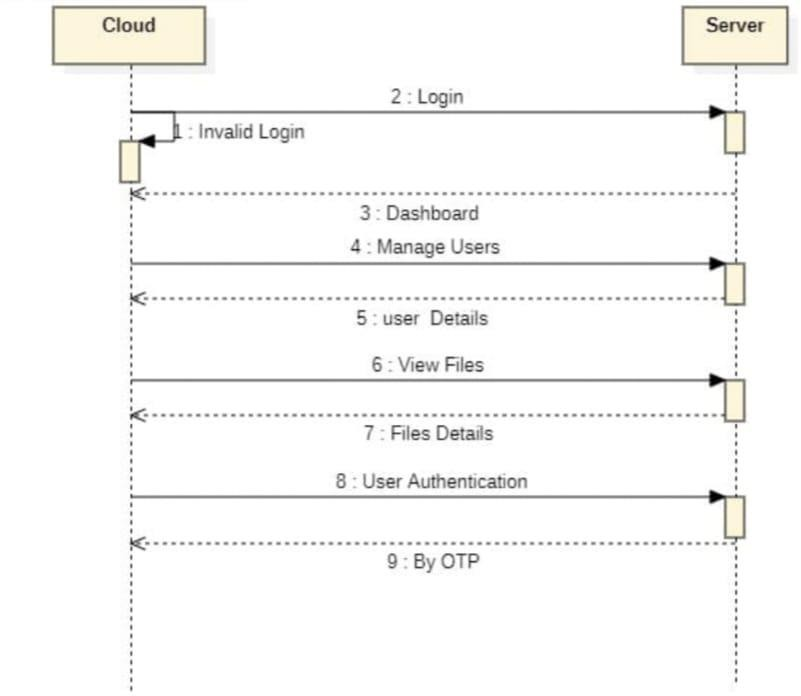 Cloud
Server
2 : Login
1 : Invalid Login
3 : Dashboard
4 : Manage Users
5 : user  Details
6 : View Files
7 : Files Details
8 : User Authentication
9 : By OTP